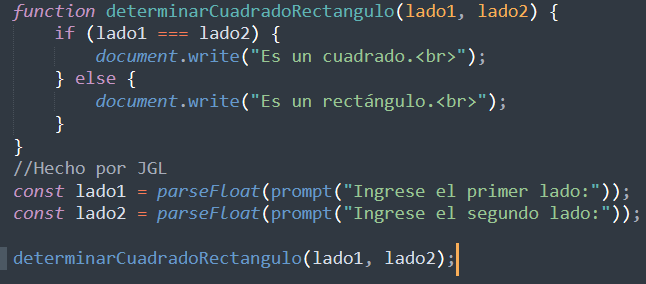 function determinarCuadradoRectangulo(lado1, lado2) {
    if (lado1 === lado2) {
        document.write("Es un cuadrado.<br>");
    } else {
        document.write("Es un rectángulo.<br>");
    }
}
//Hecho por JGL
const lado1 = parseFloat(prompt("Ingrese el primer lado:"));
const lado2 = parseFloat(prompt("Ingrese el segundo lado:"));
determinarCuadradoRectangulo(lado1, lado2);